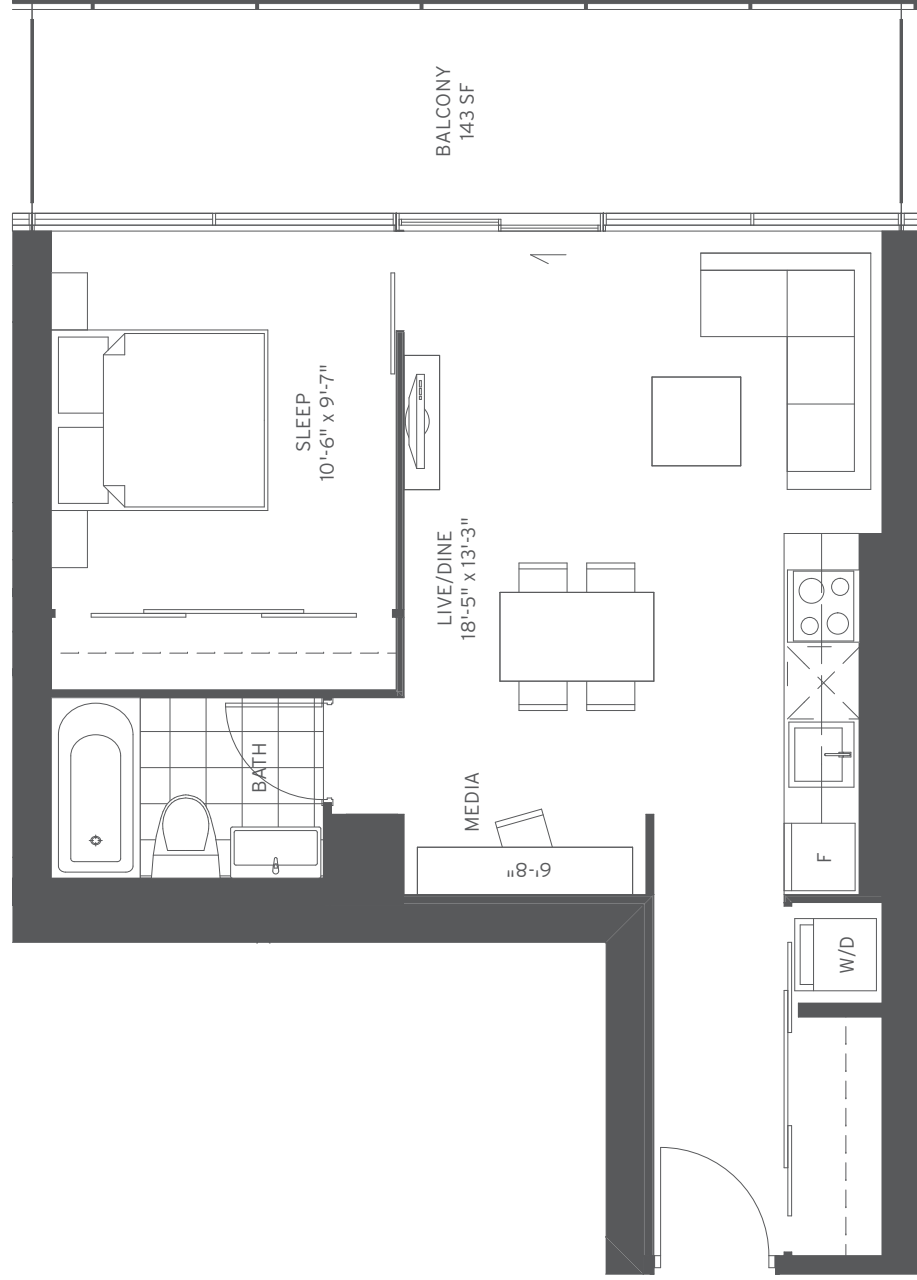 BALCONY
143 SF
SLEEP
10'-6" x 9'-7"
LIVE/DINE
18'-5" x 13'-3"
BATH
MEDIA
6'-8"
F
W/D